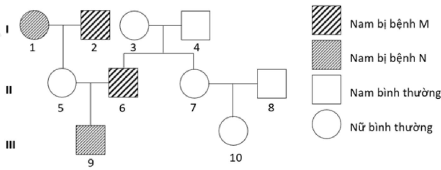 I
1
2
3
4
Nam bị bệnh M
Nam bị bệnh N
II
5
6
7
8
Nam bình thường
III
9
10
Nữ bình thường